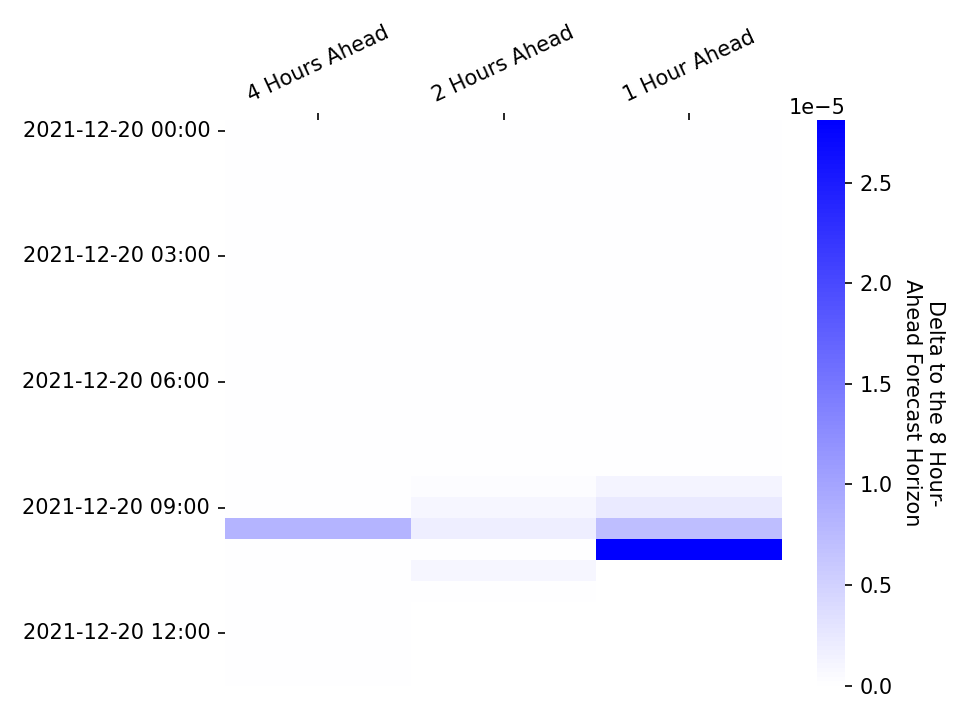 4 Hours Ahead
2 Hours Ahead
1 Hour Ahead
1e−5
2021-12-20 00:00
2021-12-20 03:00
2021-12-20 06:00
2021-12-20 09:00
2021-12-20 12:00
2.5
2.0
1.5
1.0
0.5
0.0
Delta to the 8 Hour-
Ahead Forecast Horizon